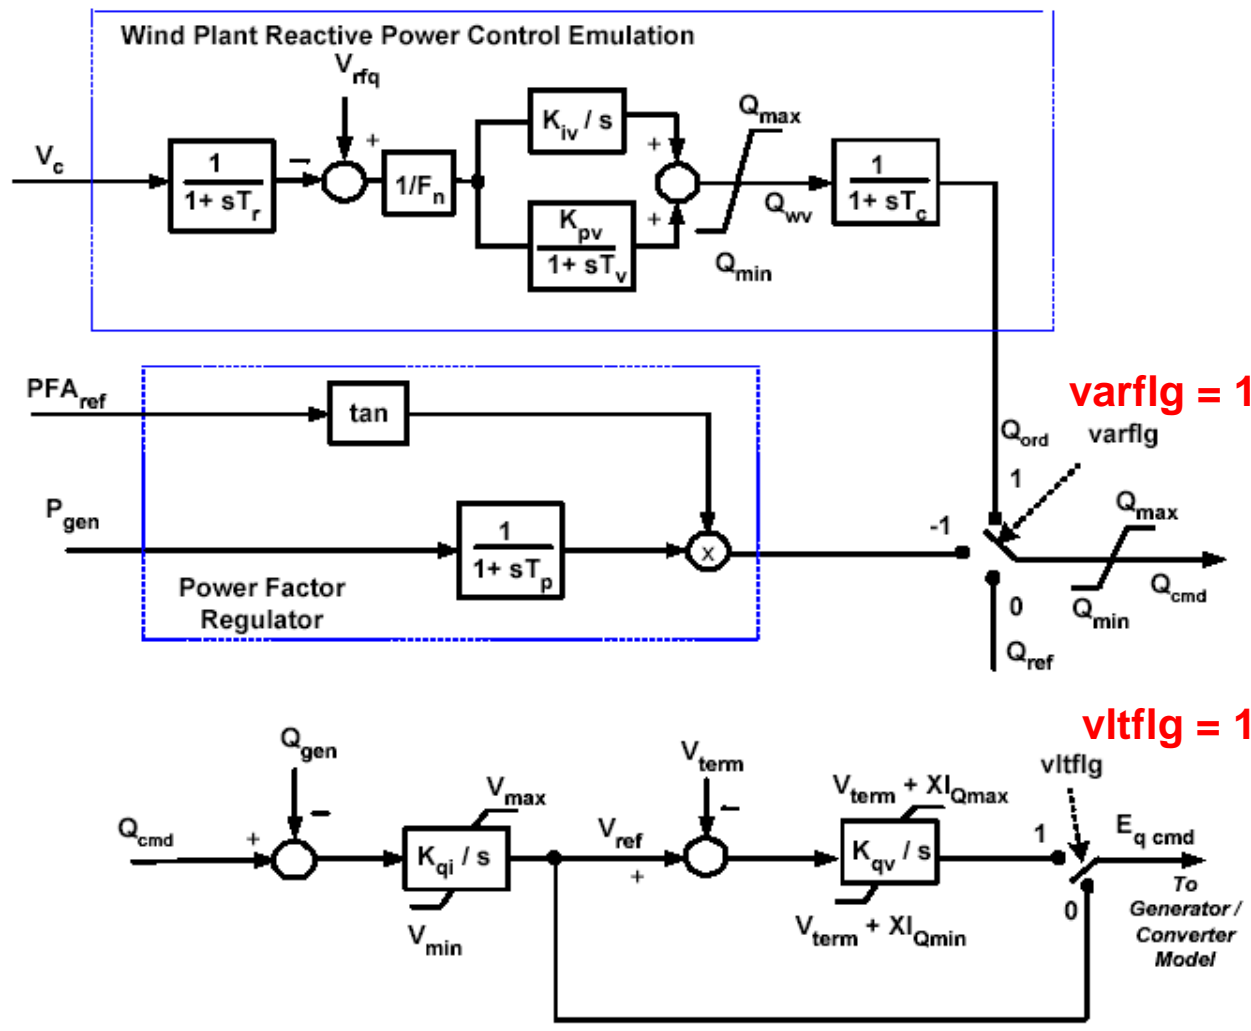 Wind Plant Reactive Power Control Emulation
Vrfq
Vc
1
1+ sTr
−
+
1/Fn
Kiv / s
Kpv
1+ sTv
+
+
Qmax
Qmin
Qwv
1
1+ sTc
PFAref
tan
Pgen
1
1+ sTp
x
Power Factor
Regulator
varflg = 1
varflg
Qord
1
-1
0
Qref
Qmax
Qmin
Qcmd
vltflg = 1
vltflg
Qgen
−
Qcmd
+
Kqi / s
Vmax
Vmin
Vref
+
Vterm
−
Vterm + XIQmax
Kqv / s
Vterm + XIQmin
1
0
Eq cmd
To
Generator /
Converter
Model